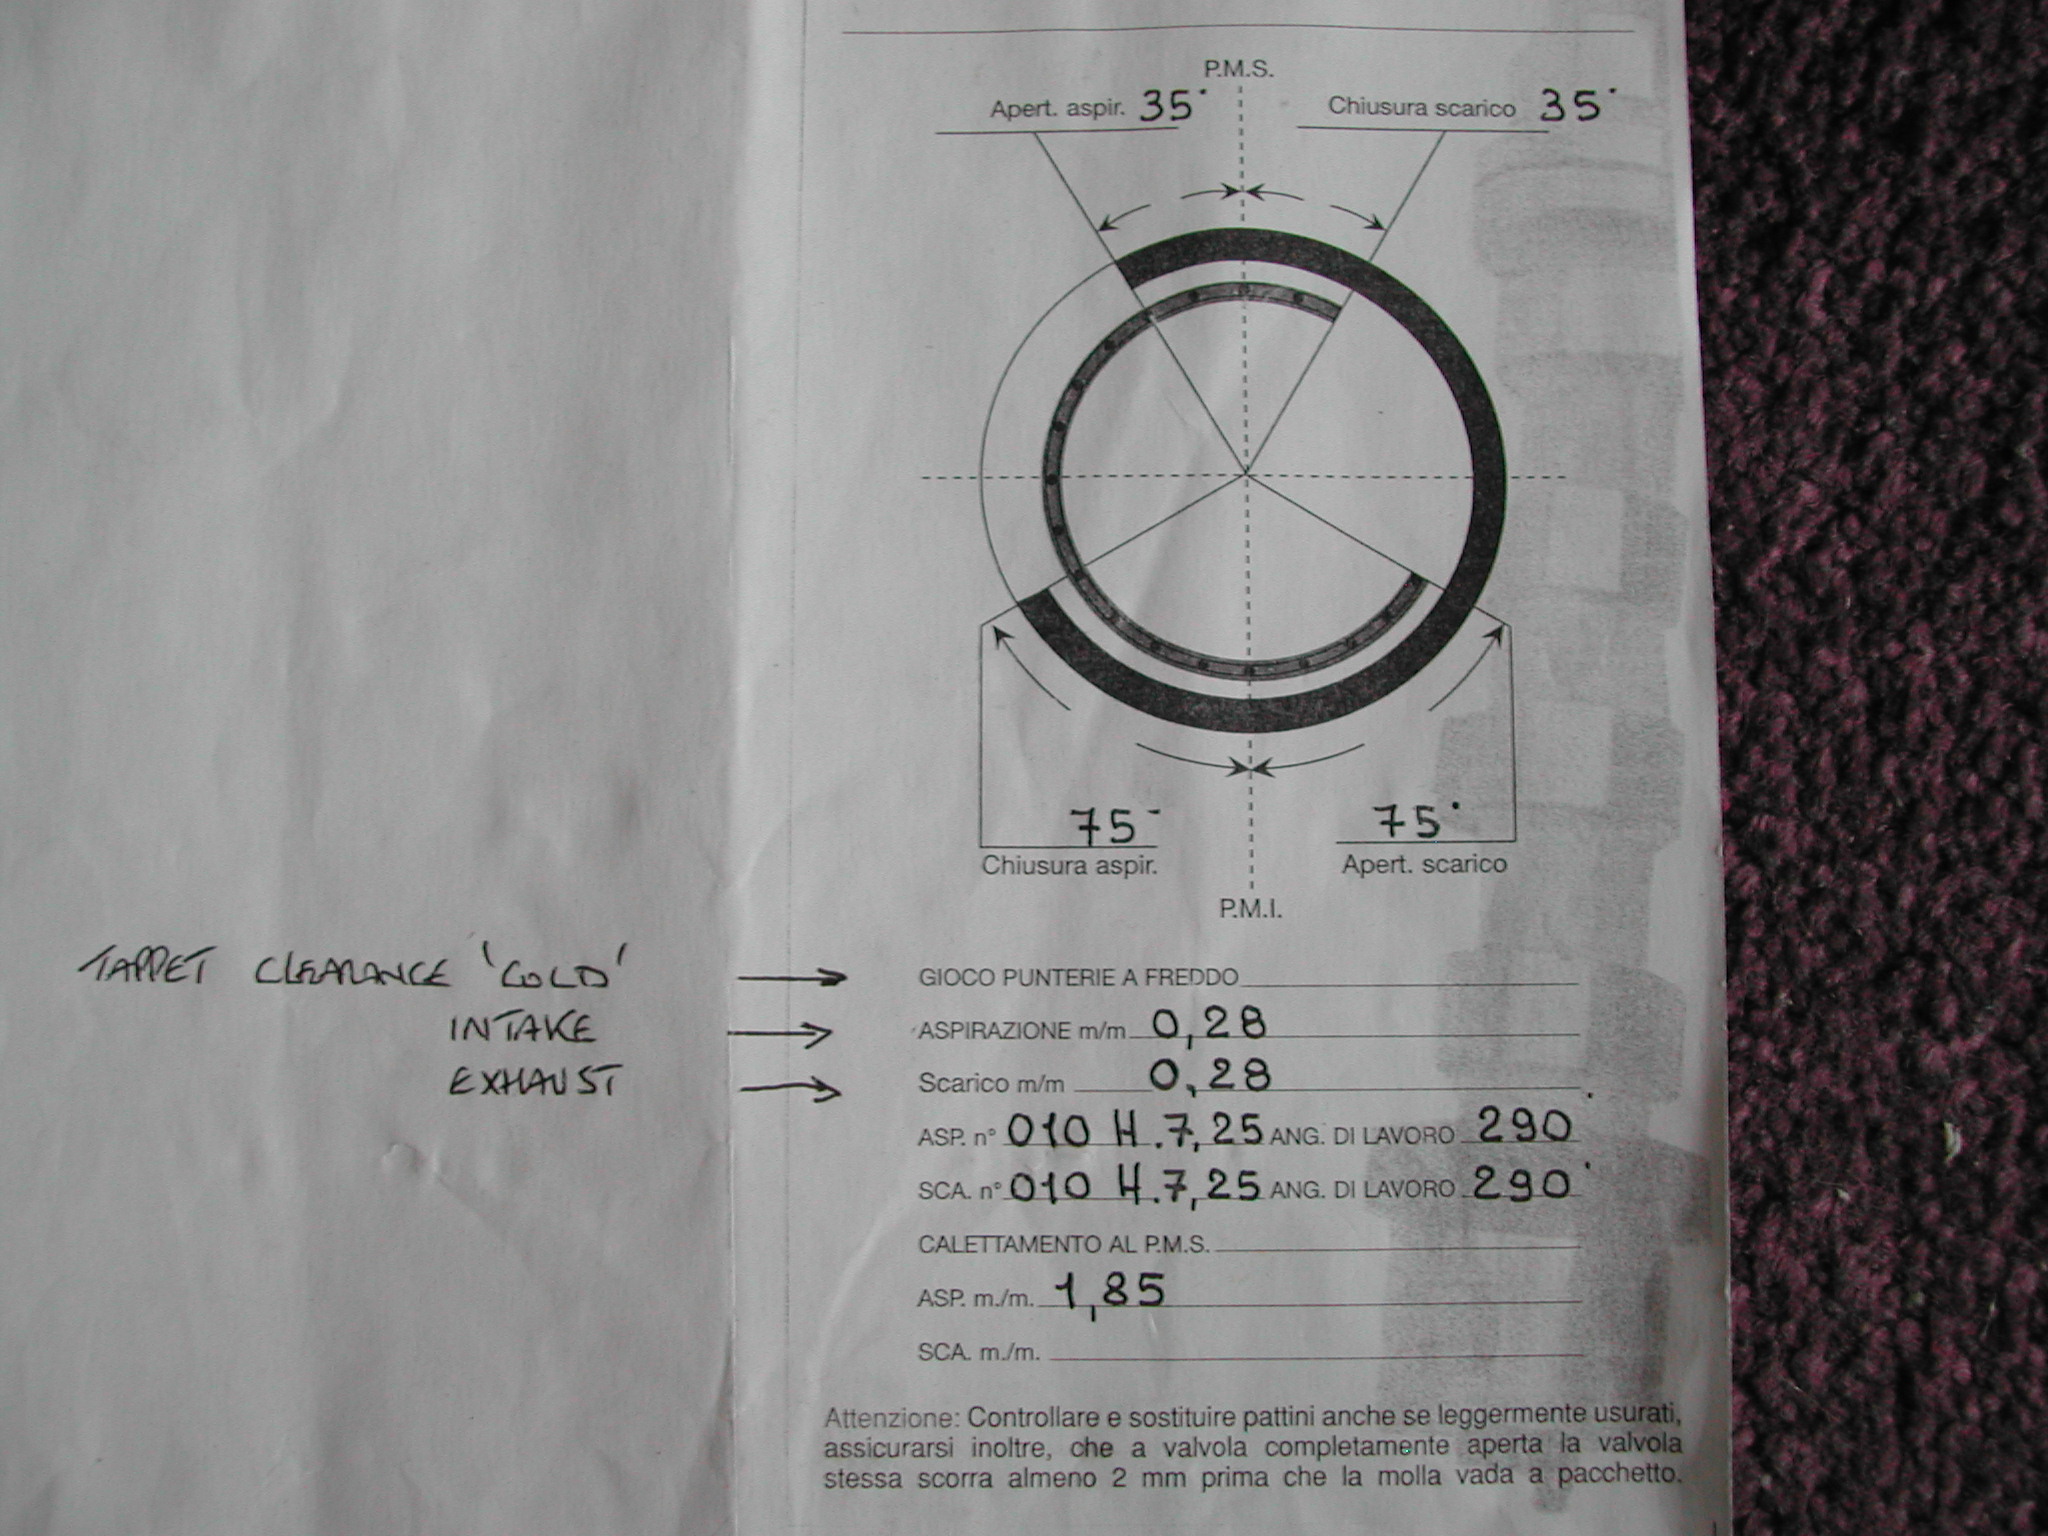 P.M.S.
Apert. aspir. 35° Chiusura scarico 35°
75° 75°
Chiusura aspir. Apert. scarico
P.M.I.
TAPPET CLEARANCE 'COLD' GIOCO PUNTERIE A FREDDO
INTAKE ASPIRAZIONE m/m 0,28
EXHAUST Scarico m/m 0,28
ASP. n° 010 H.7,25 ANG. DI LAVORO 290°
SCA. n° 010 H.7,25 ANG. DI LAVORO 290°
CALETTAMENTO AL P.M.S.
ASP. m./m. 1,85
SCA. m./m.
Attenzione: Controllare e sostituire pattini anche se leggermente usurati,
assicurarsi inoltre, che a valvola completamente aperta la valvola
stessa scorra almeno 2 mm prima che la molla vada a pacchetto.